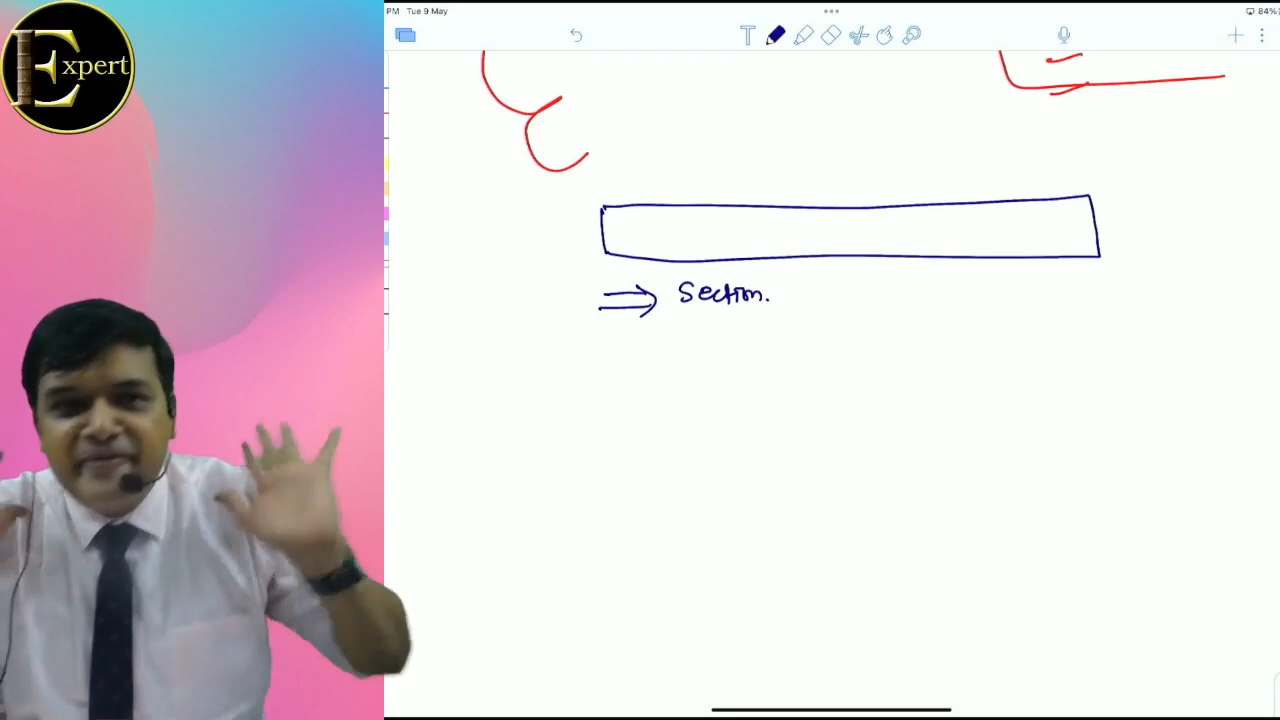 PM Tue 9 May
84%
Expert
T
⇒ Section.